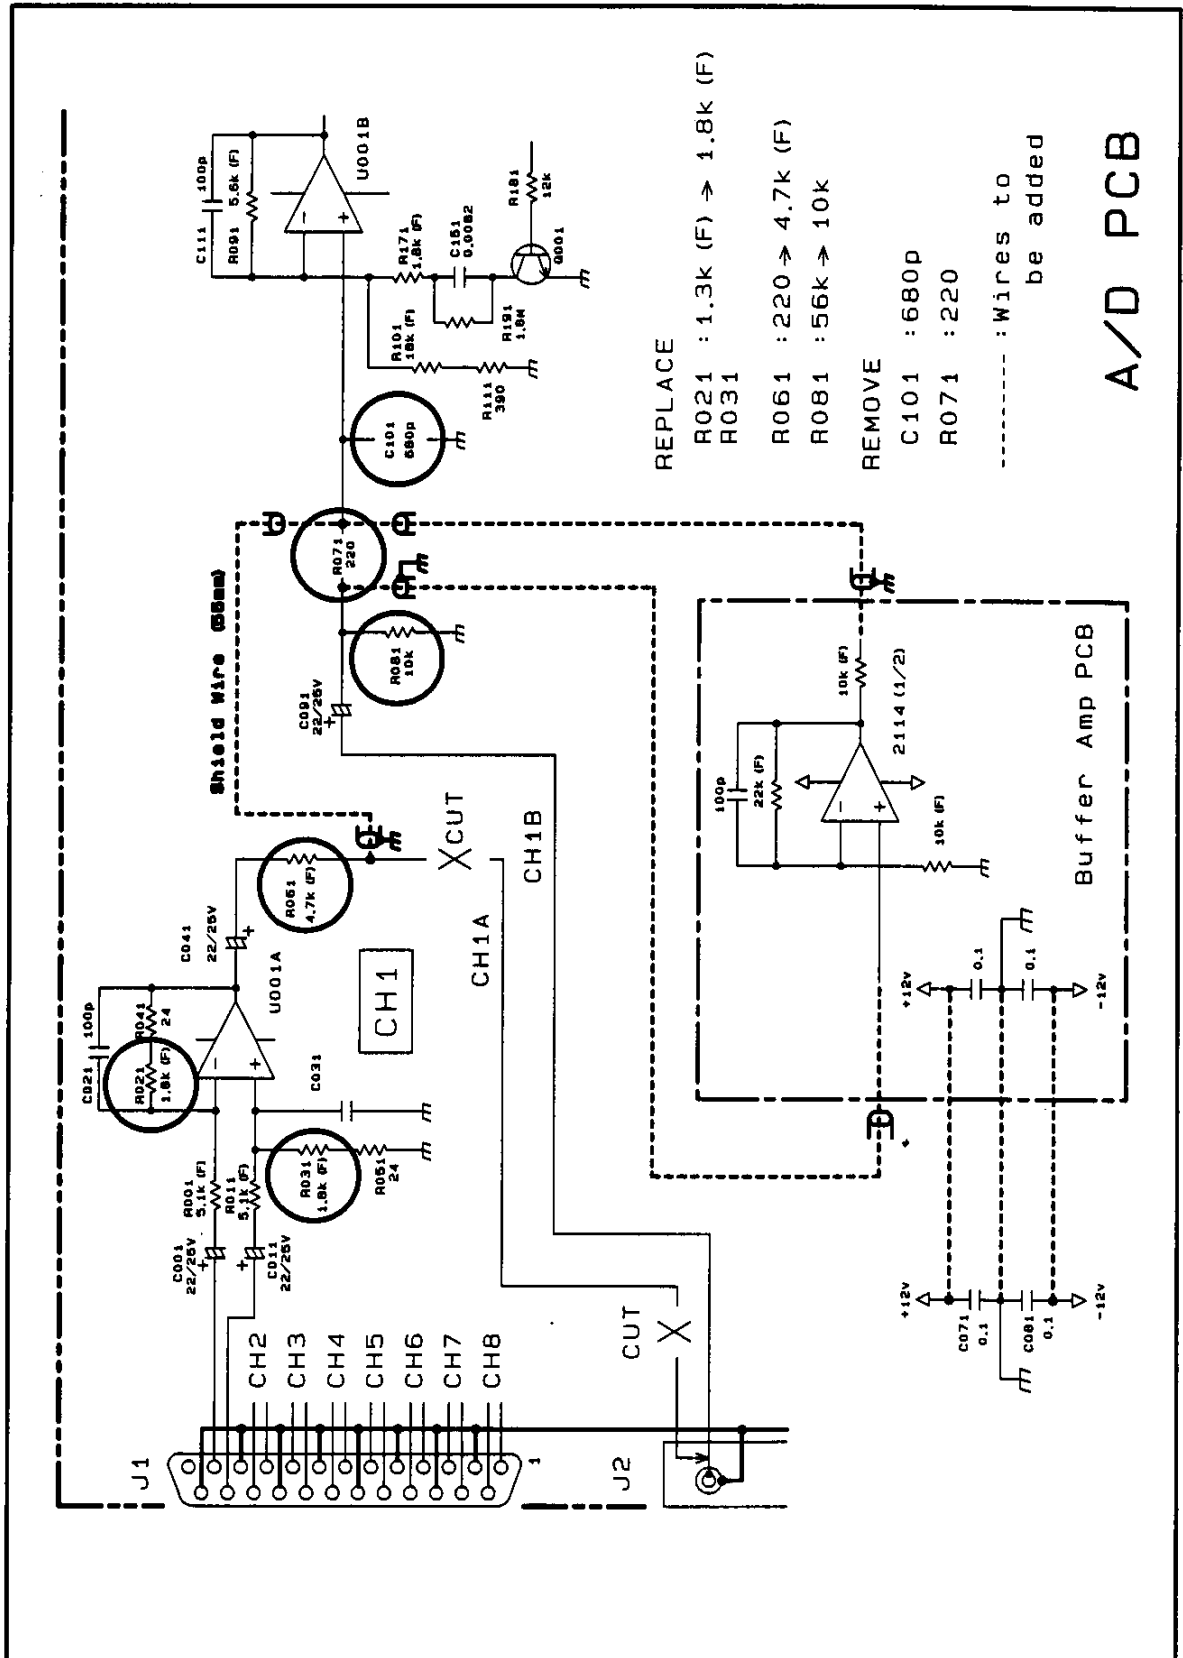 A/D PCB
REPLACE
R021 : 1.3k (F) → 1.8k (F)
R031
R061 : 220 → 4.7k (F)
R081 : 56k → 10k
REMOVE
C101 : 680p
R071 : 220
-------- : Wires to
be added
J1
1
CH2
CH3
CH4
CH5
CH6
CH7
CH8
J2
CUT
C001
22/25V
+
C011
22/25V
+
R001
5.1k (F)
R011
5.1k (F)
C021 100p
R021
1.8k (F)
R041
24
R031
1.8k (F)
R051
24
C031
U001A
-
+
C041
22/25V
+
R061
4.7k (F)
CH1
CUT
CH1A
CH1B
Shield Wire (55mm)
C091
22/25V
+
R081
10k
R071
220
C101
680p
C111 100p
R091 5.6k (F)
U001B
-
+
R171
1.8k (F)
C151
0.0082
R191
1.8M
R101
18k (F)
R111
390
Q001
R181
12k
Buffer Amp PCB
100p
22k (F)
10k (F)
2114 (1/2)
-
+
10k (F)
+12v
0.1
0.1
-12v
+12v
C071
0.1
C081
0.1
-12v